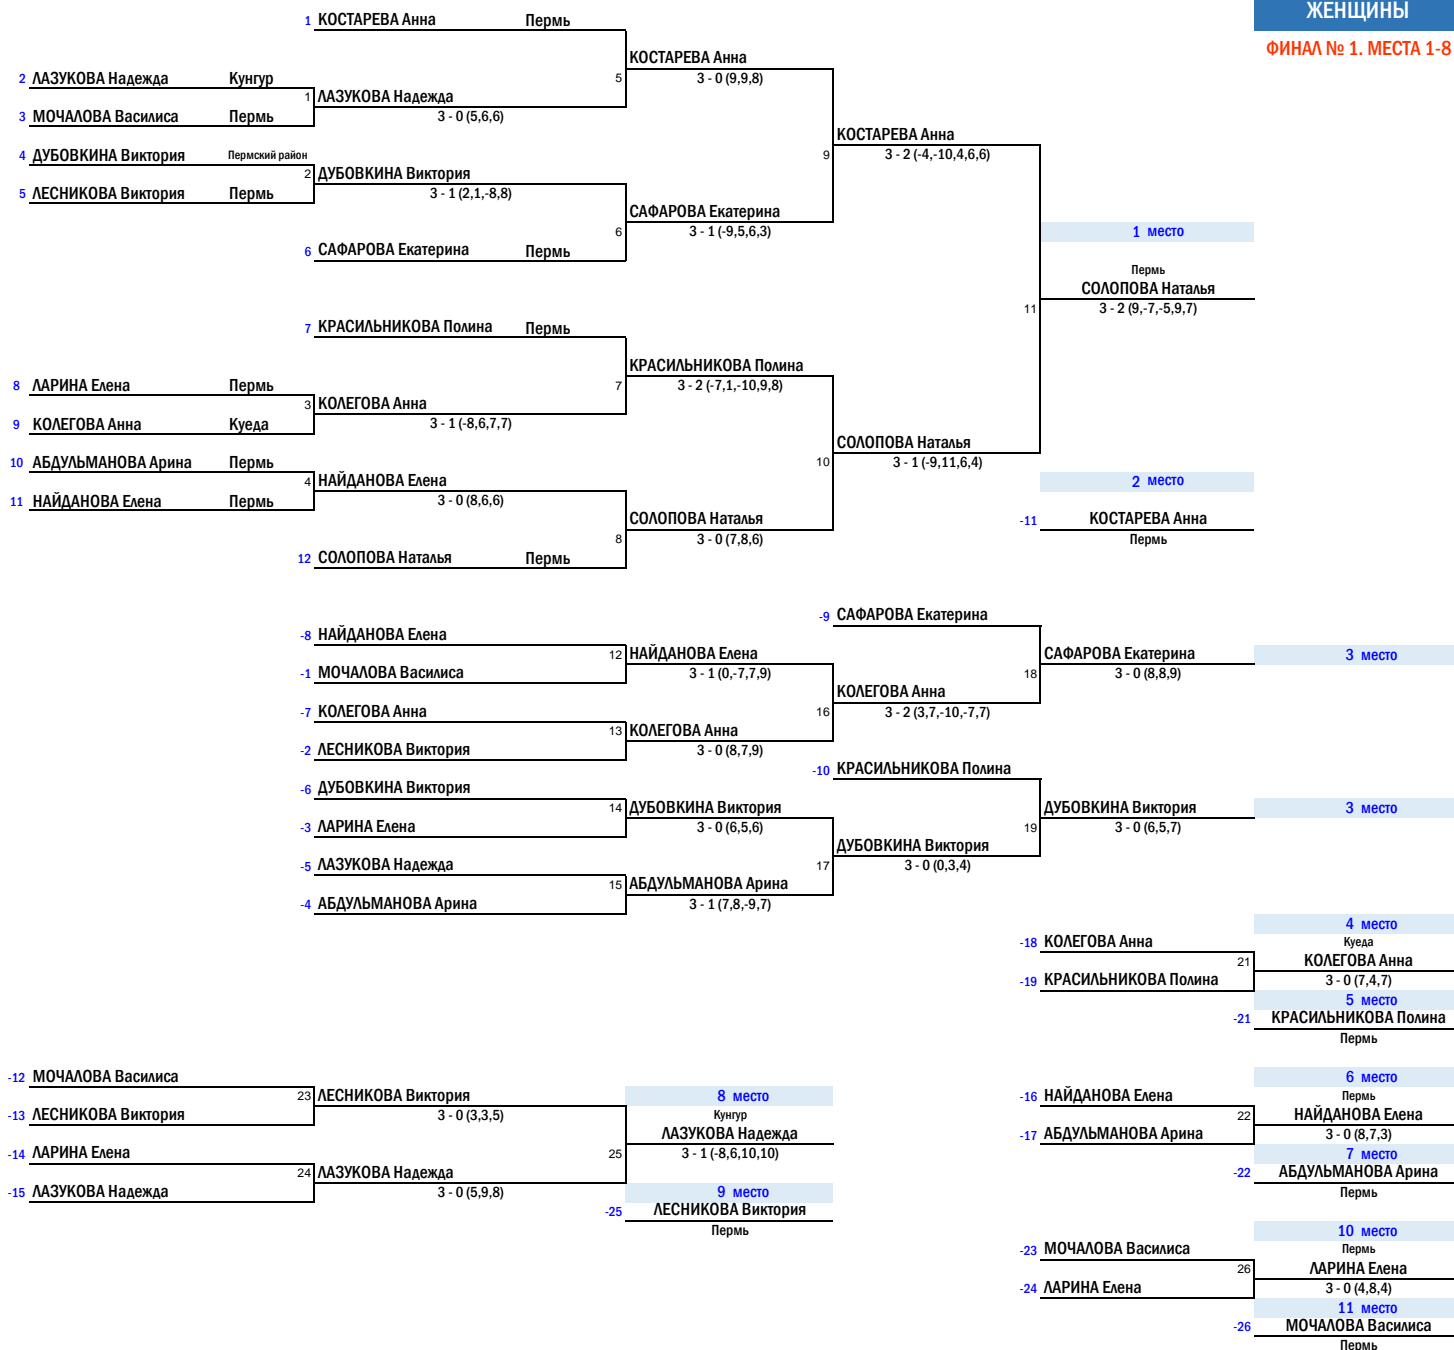 ЖЕНЩИНЫ
ФИНАЛ № 1. МЕСТА 1-8
1 КОСТАРЕВА Анна Пермь
КОСТАРЕВА Анна
5 3 - 0 (9,9,8)
2 ЛАЗУКОВА Надежда Кунгур
1 ЛАЗУКОВА Надежда
3 - 0 (5,6,6)
3 МОЧАЛОВА Василиса Пермь
КОСТАРЕВА Анна
9 3 - 2 (-4,-10,4,6,6)
4 ДУБОВКИНА Виктория Пермский район
2 ДУБОВКИНА Виктория
3 - 1 (2,1,-8,8)
5 ЛЕСНИКОВА Виктория Пермь
САФАРОВА Екатерина
6 3 - 1 (-9,5,6,3)
6 САФАРОВА Екатерина Пермь
1 место
Пермь
СОЛОПОВА Наталья
11 3 - 2 (9,-7,-5,9,7)
7 КРАСИЛЬНИКОВА Полина Пермь
КРАСИЛЬНИКОВА Полина
7 3 - 2 (-7,1,-10,9,8)
8 ЛАРИНА Елена Пермь
3 КОЛЕГОВА Анна
3 - 1 (-8,6,7,7)
9 КОЛЕГОВА Анна Куеда
СОЛОПОВА Наталья
10 3 - 1 (-9,11,6,4)
10 АБДУЛЬМАНОВА Арина Пермь
4 НАЙДАНОВА Елена
3 - 0 (8,6,6)
11 НАЙДАНОВА Елена Пермь
2 место
СОЛОПОВА Наталья
8 3 - 0 (7,8,6)
-11 КОСТАРЕВА Анна
Пермь
12 СОЛОПОВА Наталья Пермь
-9 САФАРОВА Екатерина
-8 НАЙДАНОВА Елена
12 НАЙДАНОВА Елена
3 - 1 (0,-7,7,9)
18 САФАРОВА Екатерина 3 место
3 - 0 (8,8,9)
-1 МОЧАЛОВА Василиса
КОЛЕГОВА Анна
16 3 - 2 (3,7,-10,-7,7)
-7 КОЛЕГОВА Анна
13 КОЛЕГОВА Анна
3 - 0 (8,7,9)
-2 ЛЕСНИКОВА Виктория
-10 КРАСИЛЬНИКОВА Полина
-6 ДУБОВКИНА Виктория
14 ДУБОВКИНА Виктория
3 - 0 (6,5,6)
19 ДУБОВКИНА Виктория 3 место
3 - 0 (6,5,7)
-3 ЛАРИНА Елена
ДУБОВКИНА Виктория
17 3 - 0 (0,3,4)
-5 ЛАЗУКОВА Надежда
15 АБДУЛЬМАНОВА Арина
3 - 1 (7,8,-9,7)
-4 АБДУЛЬМАНОВА Арина
4 место
-18 КОЛЕГОВА Анна Куеда
21 КОЛЕГОВА Анна
3 - 0 (7,4,7)
-19 КРАСИЛЬНИКОВА Полина
5 место
-21 КРАСИЛЬНИКОВА Полина
Пермь
-12 МОЧАЛОВА Василиса
23 ЛЕСНИКОВА Виктория
3 - 0 (3,3,5)
-13 ЛЕСНИКОВА Виктория
8 место
Кунгур
ЛАЗУКОВА Надежда
25 3 - 1 (-8,6,10,10)
-14 ЛАРИНА Елена
24 ЛАЗУКОВА Надежда
3 - 0 (5,9,8)
-15 ЛАЗУКОВА Надежда
9 место
-25 ЛЕСНИКОВА Виктория
Пермь
6 место
-16 НАЙДАНОВА Елена Пермь
22 НАЙДАНОВА Елена
3 - 0 (8,7,3)
-17 АБДУЛЬМАНОВА Арина
7 место
-22 АБДУЛЬМАНОВА Арина
Пермь
10 место
-23 МОЧАЛОВА Василиса Пермь
26 ЛАРИНА Елена
3 - 0 (4,8,4)
-24 ЛАРИНА Елена
11 место
-26 МОЧАЛОВА Василиса
Пермь